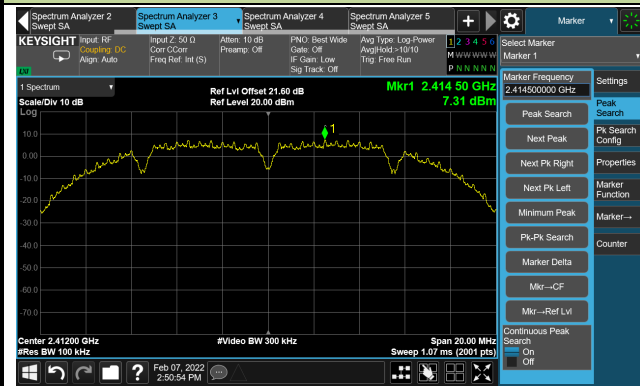 Spectrum Analyzer 2
Swept SA
Spectrum Analyzer 3
Swept SA
Spectrum Analyzer 4
Swept SA
Spectrum Analyzer 5
Swept SA
+
Marker
KEYSIGHT
Input: RF
Coupling: DC
Align: Auto
Input Z: 50 Ω
Corr CCorr
Freq Ref: Int (S)
Atten: 10 dB
Preamp: Off
PNO: Best Wide
Gate: Off
IF Gain: Low
Sig Track: Off
Avg Type: Log-Power
Avg|Hold:>10/10
Trig: Free Run
1 2 3 4 5 6
M W W W W W
P N N N N N
LXI
Select Marker
Marker 1
1 Spectrum
Scale/Div 10 dB
Ref Lvl Offset 21.60 dB
Ref Level 20.00 dBm
Mkr1 2.414 50 GHz
7.31 dBm
Log
10.0
0.00
-10.0
-20.0
-30.0
-40.0
-50.0
-60.0
-70.0
1
Center 2.41200 GHz
#Res BW 100 kHz
#Video BW 300 kHz
Span 20.00 MHz
Sweep 1.07 ms (2001 pts)
Marker Frequency
2.414500000 GHz
Peak Search
Next Peak
Next Pk Right
Next Pk Left
Minimum Peak
Pk-Pk Search
Marker Delta
Mkr→CF
Mkr→Ref Lvl
Continuous Peak
Search
On
Off
Settings
Peak
Search
Pk Search
Config
Properties
Marker
Function
Marker→
Counter
?
Feb 07, 2022
2:50:54 PM